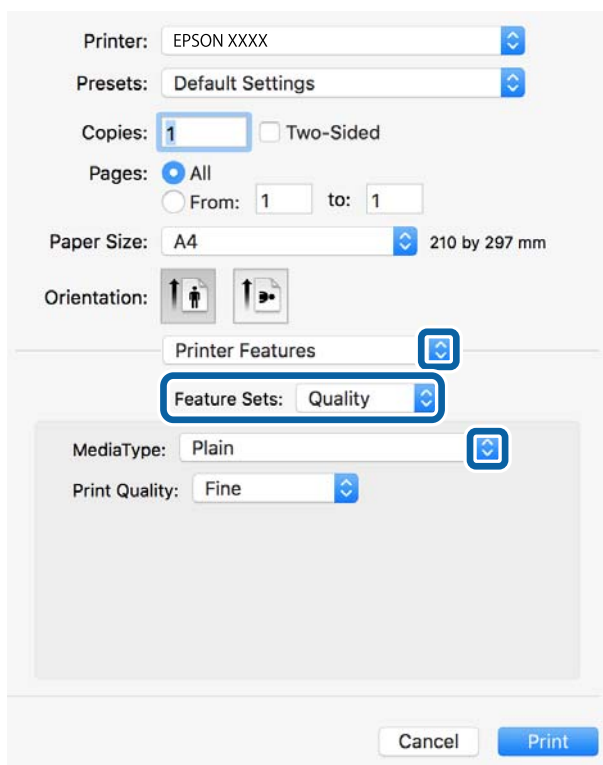 Printer: EPSON XXXX
Presets: Default Settings
Copies: 1 Two-Sided
Pages: All
From: 1 to: 1
Paper Size: A4 210 by 297 mm
Orientation:
Printer Features
Feature Sets: Quality
MediaType: Plain
Print Quality: Fine
Cancel Print